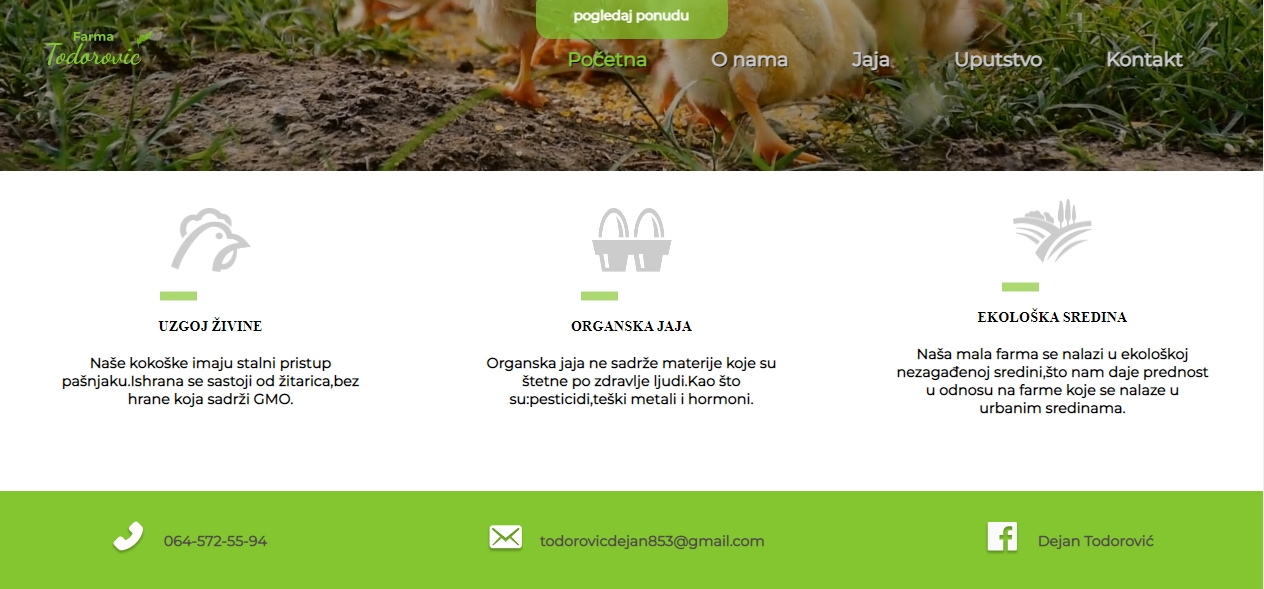 pogledaj ponudu
Farma
Todorovic
Početna O nama Jaja Uputstvo Kontakt
UZGOJ ŽIVINE
Naše kokoške imaju stalni pristup
pašnjaku.Ishrana se sastoji od žitarica,bez
hrane koja sadrži GMO.
ORGANSKA JAJA
Organska jaja ne sadrže materije koje su
štetne po zdravlje ljudi.Kao što
su:pesticidi,teški metali i hormoni.
EKOLOŠKA SREDINA
Naša mala farma se nalazi u ekološkoj
nezagađenoj sredini,što nam daje prednost
u odnosu na farme koje se nalaze u
urbanim sredinama.
064-572-55-94
todorovicdejan853@gmail.com
Dejan Todorović